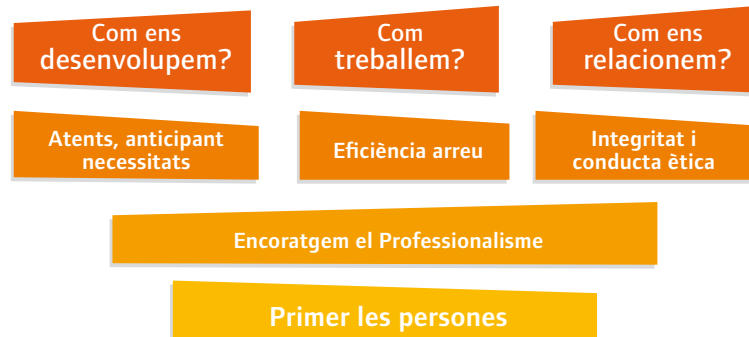 Com ens
desenvolupem?
Com
treballem?
Com ens
relacionem?
Atents, anticipant
necessitats
Eficiència arreu
Integritat i
conducta ètica
Encoratgem el Professionalisme
Primer les persones